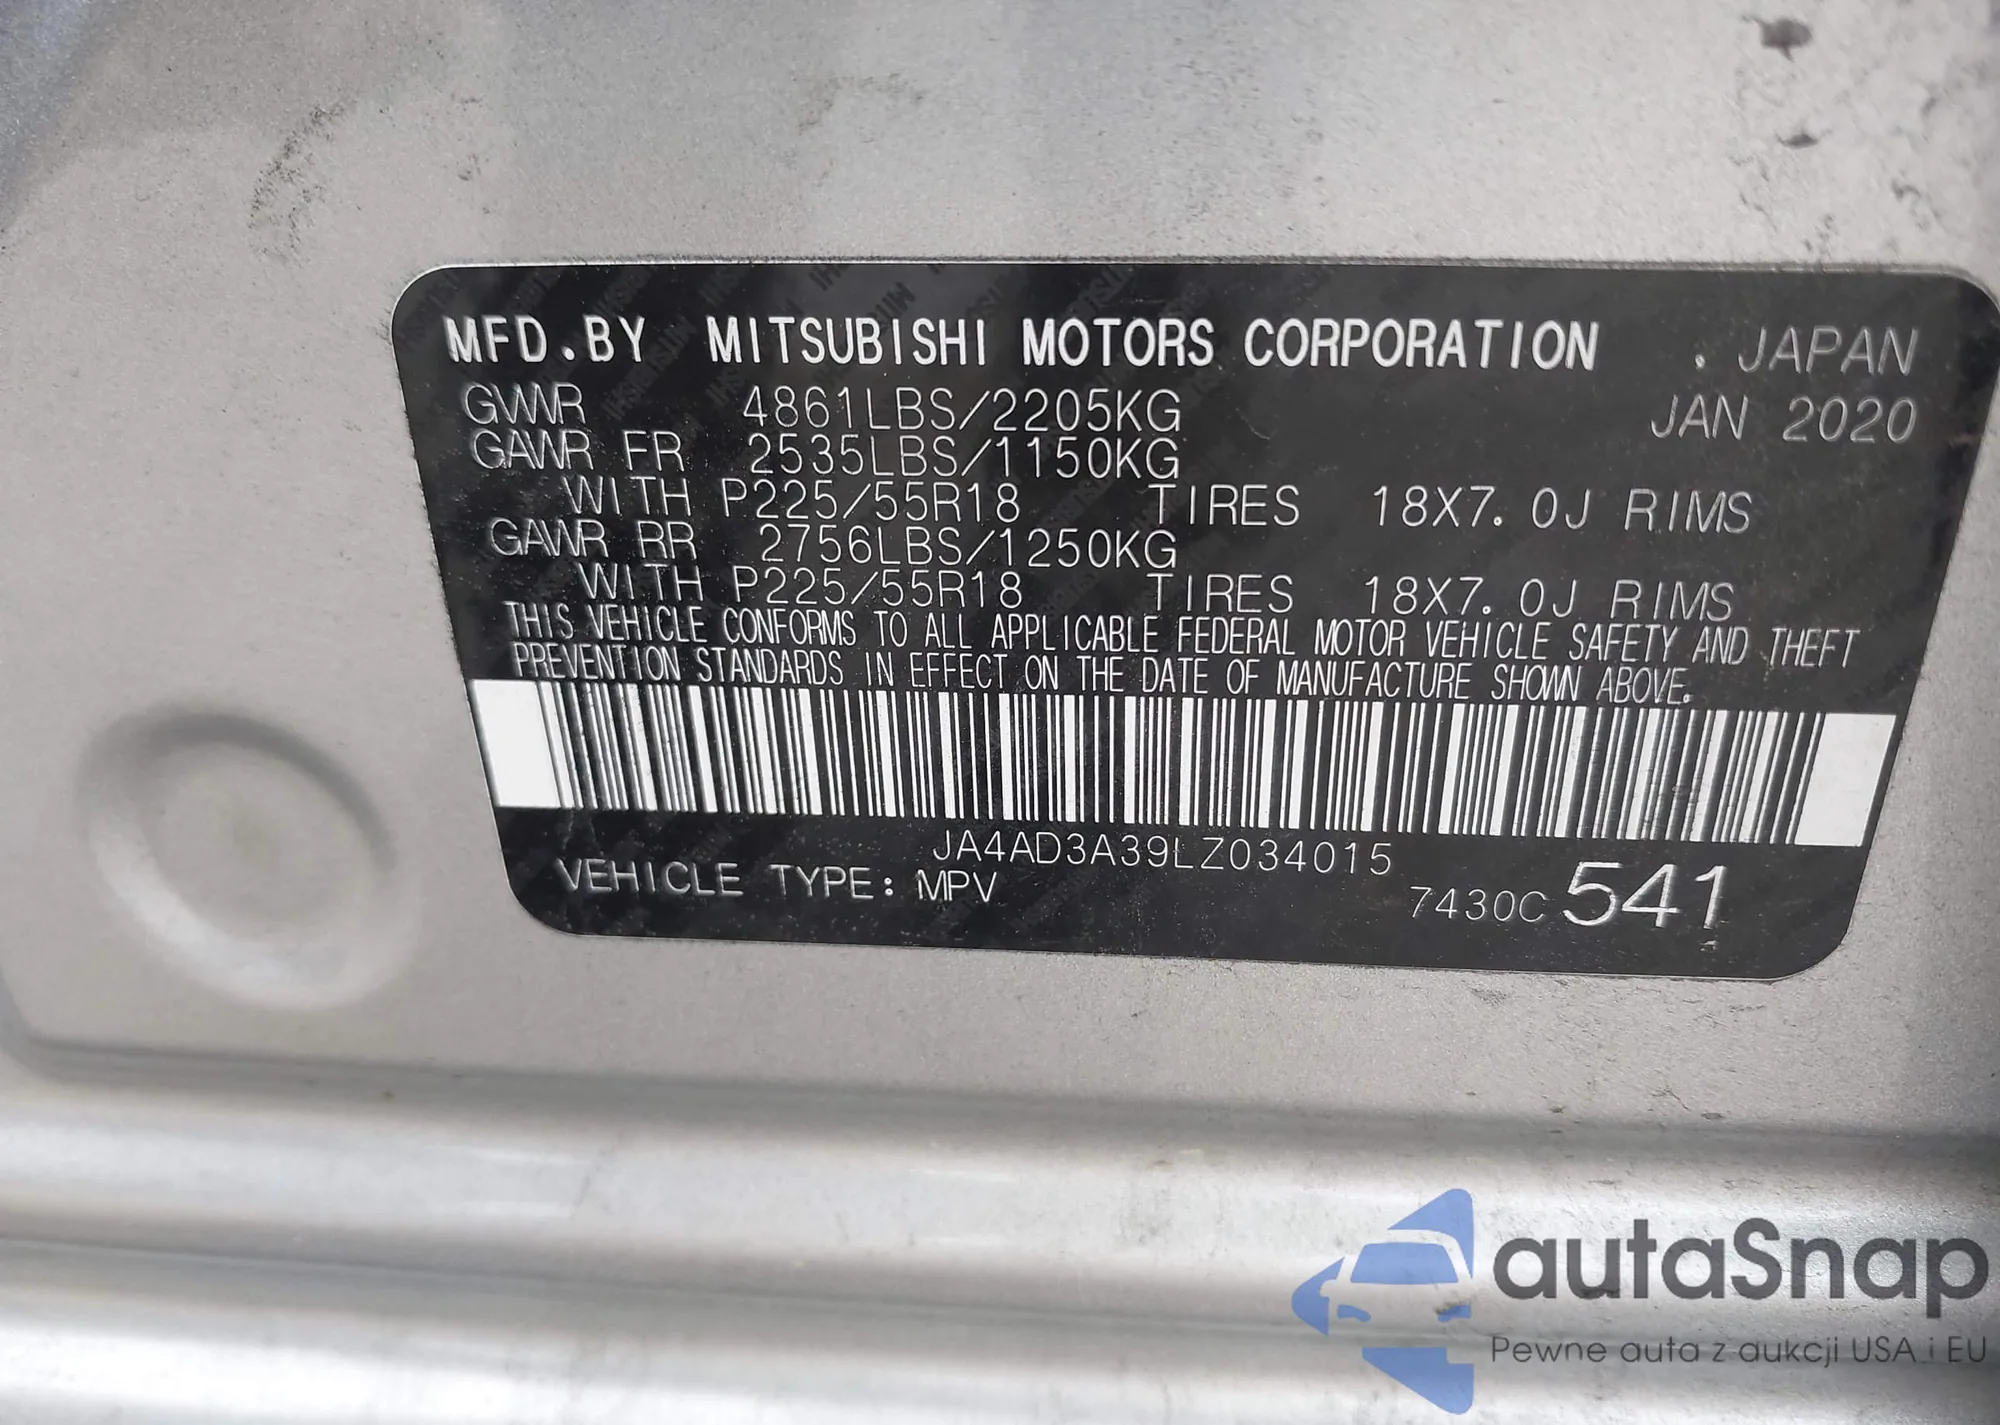 MFD.BY MITSUBISHI MOTORS CORPORATION . JAPAN
GVWR 4861LBS/2205KG JAN 2020
GAWR FR 2535LBS/1150KG
WITH P225/55R18 TIRES 18X7.0J RIMS
GAWR RR 2756LBS/1250KG
WITH P225/55R18 TIRES 18X7.0J RIMS
THIS VEHICLE CONFORMS TO ALL APPLICABLE FEDERAL MOTOR VEHICLE SAFETY AND THEFT
PREVENTION STANDARDS IN EFFECT ON THE DATE OF MANUFACTURE SHOWN ABOVE.
JA4AD3A39LZ034015
VEHICLE TYPE: MPV 7430C 541
autaSnap
Pewne auta z aukcji USA i EU